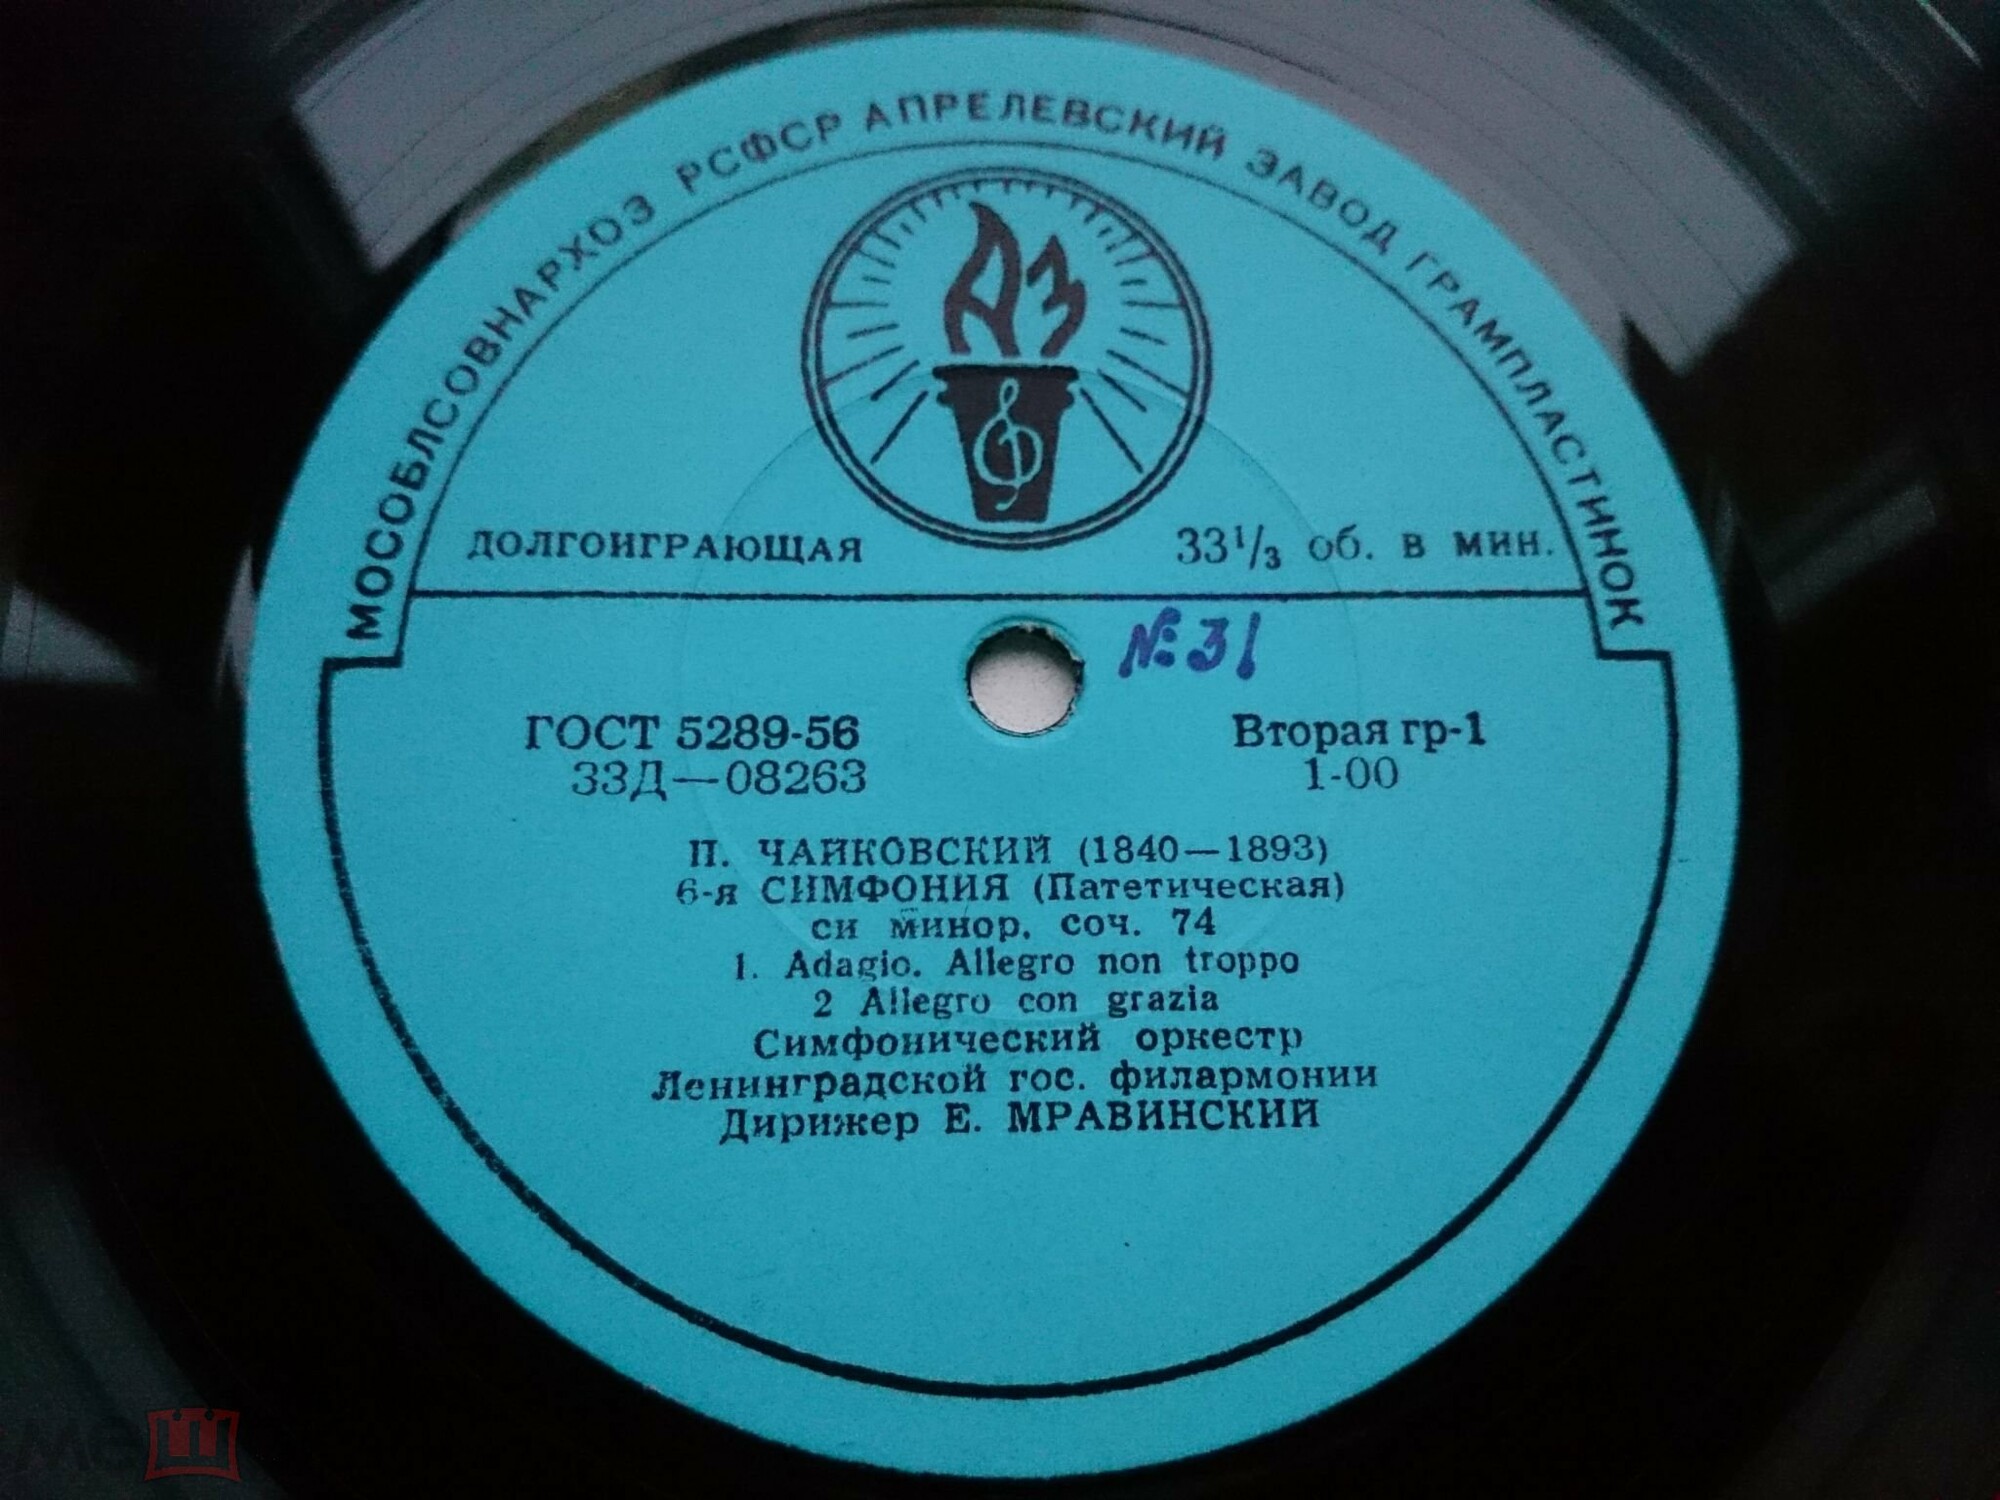 МОСОБЛСОВНАРХОЗ РСФСР АПРЕЛЕВСКИЙ ЗАВОД ГРАМПЛАСТИНОК
АЗ
ДОЛГОИГРАЮЩАЯ 33 1/3 об. в мин.
№ 31
ГОСТ 5289-56 Вторая гр-1
33Д—08263 1-00
П. ЧАЙКОВСКИЙ (1840—1893)
6-я СИМФОНИЯ (Патетическая)
си минор, соч. 74
1. Adagio. Allegro non troppo
2 Allegro con grazia
Симфонический оркестр
Ленинградской гос. филармонии
Дирижер Е. МРАВИНСКИЙ